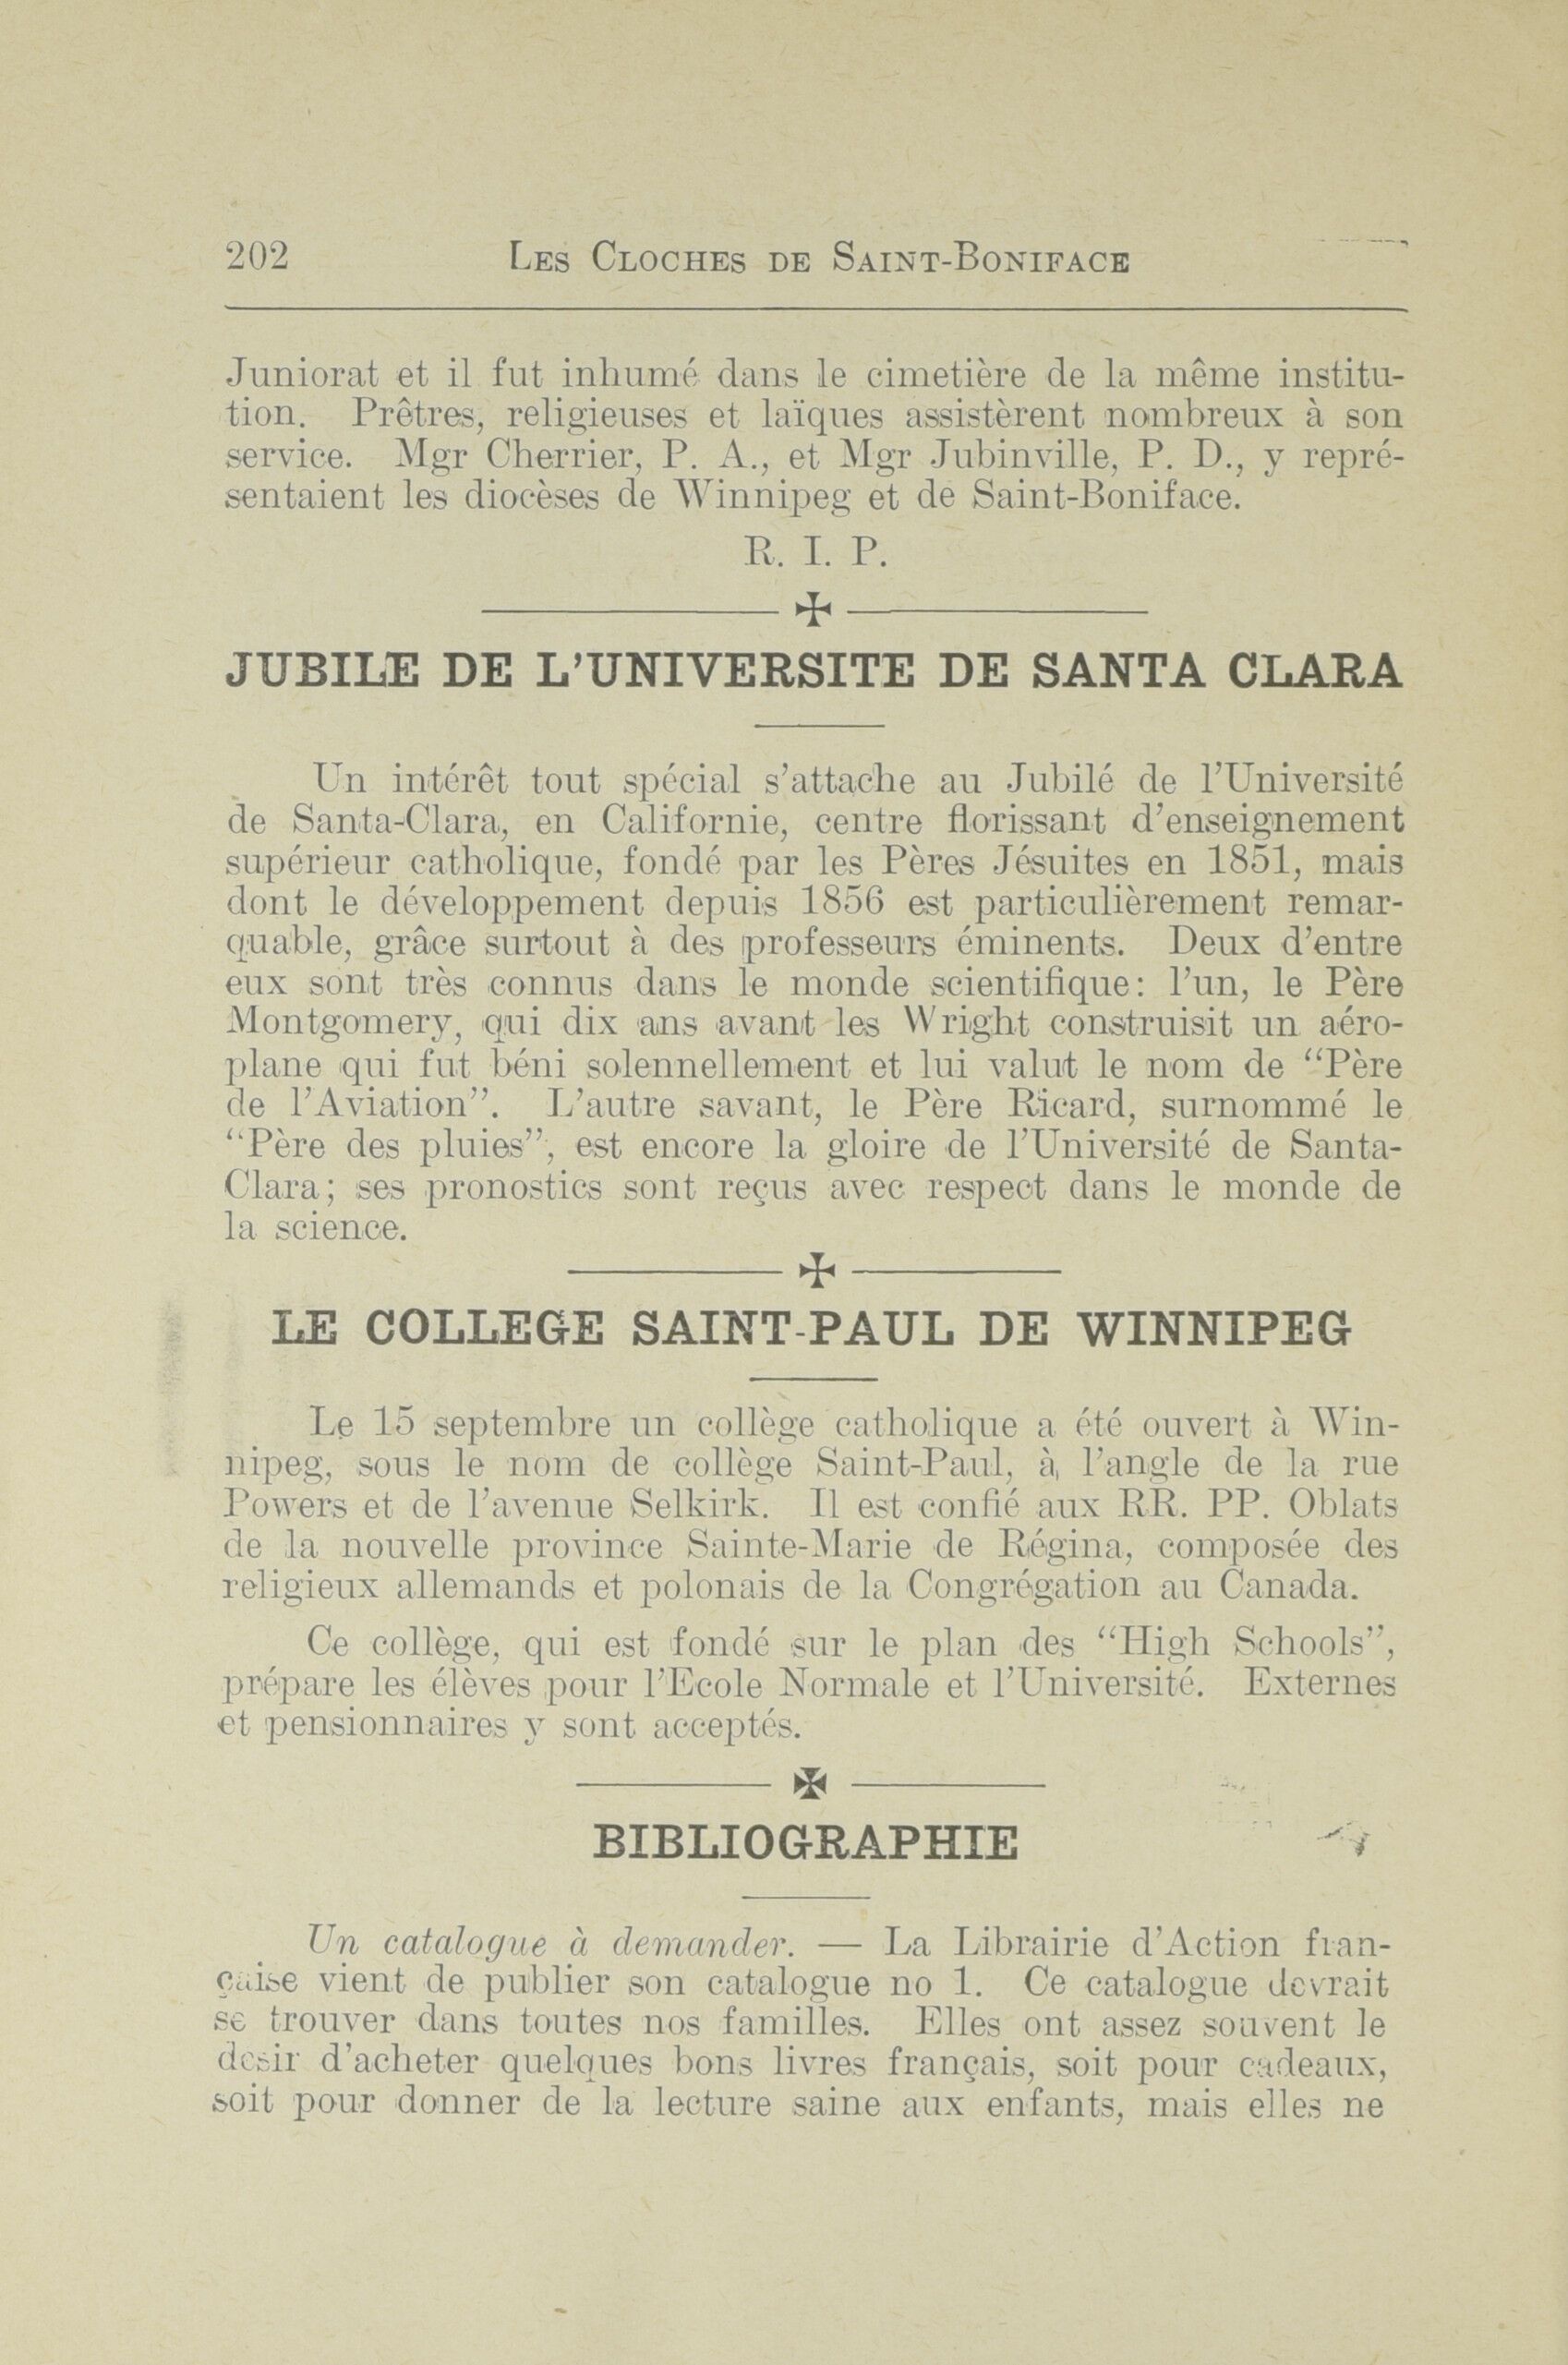 202 Les Cloches de Saint-Boniface
Juniorat et il fut inhumé dans le cimetière de la même institu-
tion. Prêtres, religieuses et laïques assistèrent nombreux à son
service. Mgr Cherrier, P. A., et Mgr Jubinville, P. D., y repré-
sentaient les diocèses de Winnipeg et de Saint-Boniface.
R. I. P.
JUBILE DE L'UNIVERSITE DE SANTA CLARA
Un intérêt tout spécial s'attache au Jubilé de l'Université
de Santa-Clara, en Californie, centre florissant d'enseignement
supérieur catholique, fondé par les Pères Jésuites en 1851, mais
dont le développement depuis 1856 est particulièrement remar-
quable, grâce surtout à des professeurs éminents. Deux d'entre
eux sont très connus dans le monde scientifique: l'un, le Père
Montgomery, qui dix ans avant les Wright construisit un aéro-
plane qui fut béni solennellement et lui valut le nom de "Père
de l'Aviation". L'autre savant, le Père Ricard, surnommé le
"Père des pluies", est encore la gloire de l'Université de Santa-
Clara; ses pronostics sont reçus avec respect dans le monde de
la science.
LE COLLEGE SAINT-PAUL DE WINNIPEG
Le 15 septembre un collège catholique a été ouvert à Win-
nipeg, sous le nom de collège Saint-Paul, à l'angle de la rue
Powers et de l'avenue Selkirk. Il est confié aux RR. PP. Oblats
de la nouvelle province Sainte-Marie de Régina, composée des
religieux allemands et polonais de la Congrégation au Canada.
Ce collège, qui est fondé sur le plan des "High Schools",
prépare les élèves pour l'Ecole Normale et l'Université. Externes
et pensionnaires y sont acceptés.
BIBLIOGRAPHIE
Un catalogue à demander. — La Librairie d'Action fran-
çaise vient de publier son catalogue no 1. Ce catalogue devrait
se trouver dans toutes nos familles. Elles ont assez souvent le
desir d'acheter quelques bons livres français, soit pour cadeaux,
soit pour donner de la lecture saine aux enfants, mais elles ne